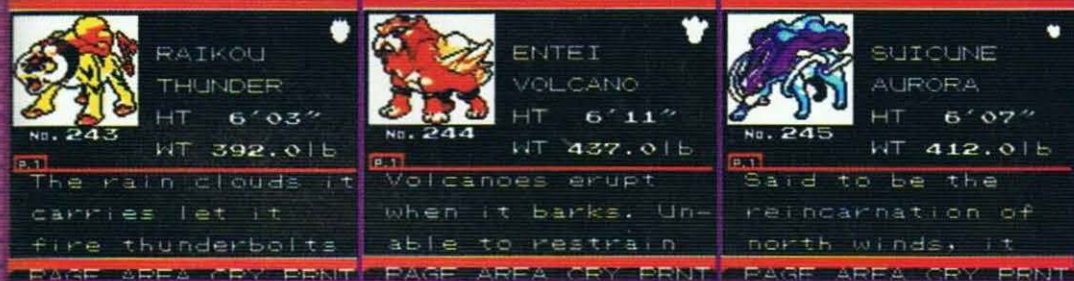 RAIKOU
THUNDER
HT 6'03"
No. 243
WT 392.0lb
P.1
The rain clouds it
carries let it
fire thunderbolts
PAGE AREA CRY PRNT
ENTEI
VOLCANO
HT 6'11"
No. 244
WT 437.0lb
P.1
Volcanoes erupt
when it barks. Un-
able to restrain
PAGE AREA CRY PRNT
SUICUNE
AURORA
HT 6'07"
No. 245
WT 412.0lb
P.1
Said to be the
reincarnation of
north winds, it
PAGE AREA CRY PRNT